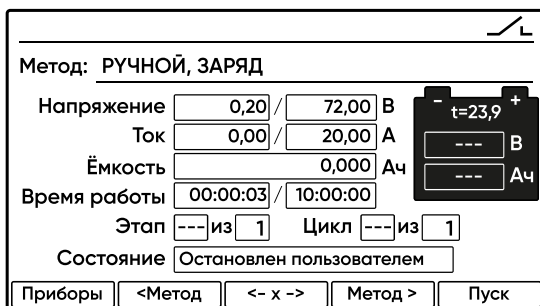 Метод: РУЧНОЙ, ЗАРЯД
Напряжение 0,20 / 72,00 В
Ток 0,00 / 20,00 А
Ёмкость 0,000 Ач
Время работы 00:00:03 / 10:00:00
Этап --- из 1 Цикл --- из 1
Состояние Остановлен пользователем
- t=23,9 +
--- В
--- Ач
Приборы <Метод <- x -> Метод > Пуск